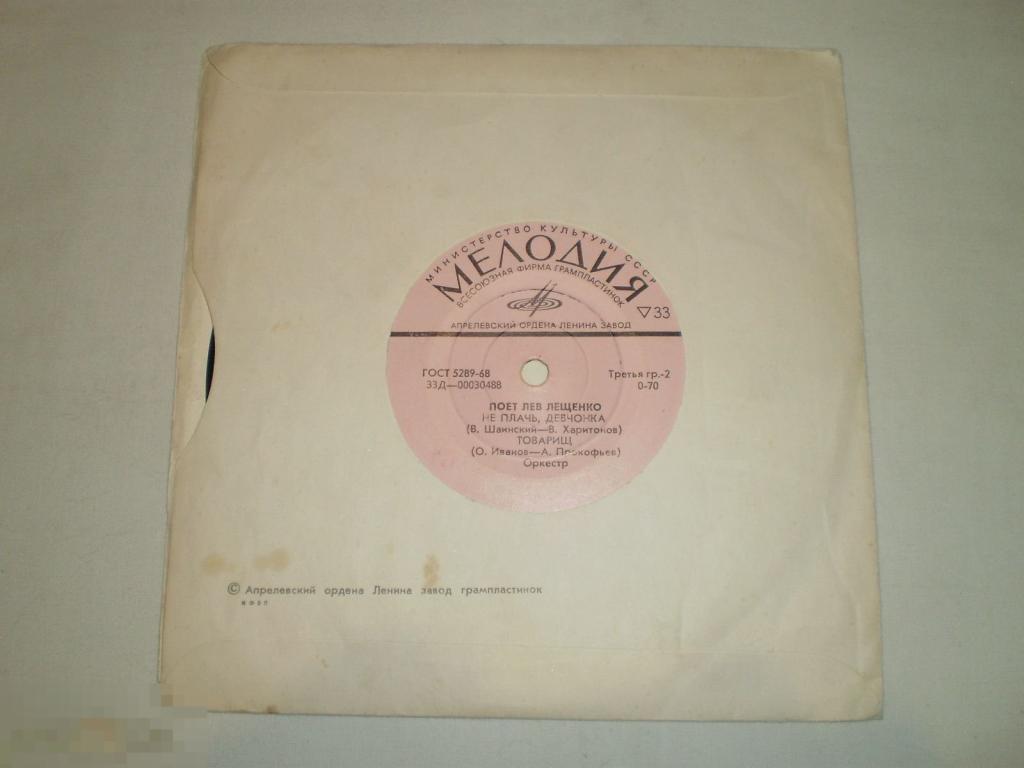 МИНИСТЕРСТВО КУЛЬТУРЫ СССР
МЕЛОДИЯ
ВСЕСОЮЗНАЯ ФИРМА ГРАМПЛАСТИНОК
▽33
АПРЕЛЕВСКИЙ ОРДЕНА ЛЕНИНА ЗАВОД
ГОСТ 5289-68
Третья гр.-2
33Д—00030488
0-70
ПОЕТ ЛЕВ ЛЕЩЕНКО
НЕ ПЛАЧЬ, ДЕВЧОНКА
(В. Шаинский—В. Харитонов)
ТОВАРИЩ
(О. Иванов—А. Прокофьев)
Оркестр
© Апрелевский ордена Ленина завод грампластинок